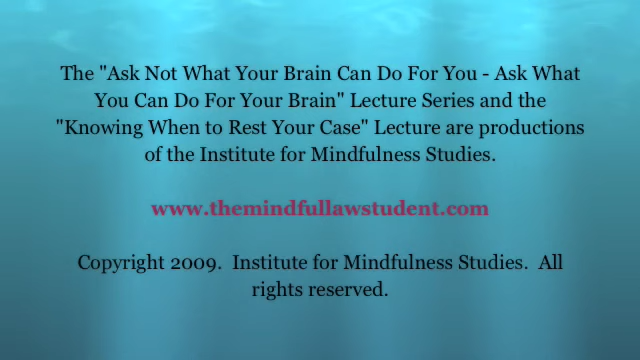 The "Ask Not What Your Brain Can Do For You - Ask What
You Can Do For Your Brain" Lecture Series and the
"Knowing When to Rest Your Case" Lecture are productions
of the Institute for Mindfulness Studies.
www.themindfullawstudent.com
Copyright 2009.  Institute for Mindfulness Studies.  All
rights reserved.